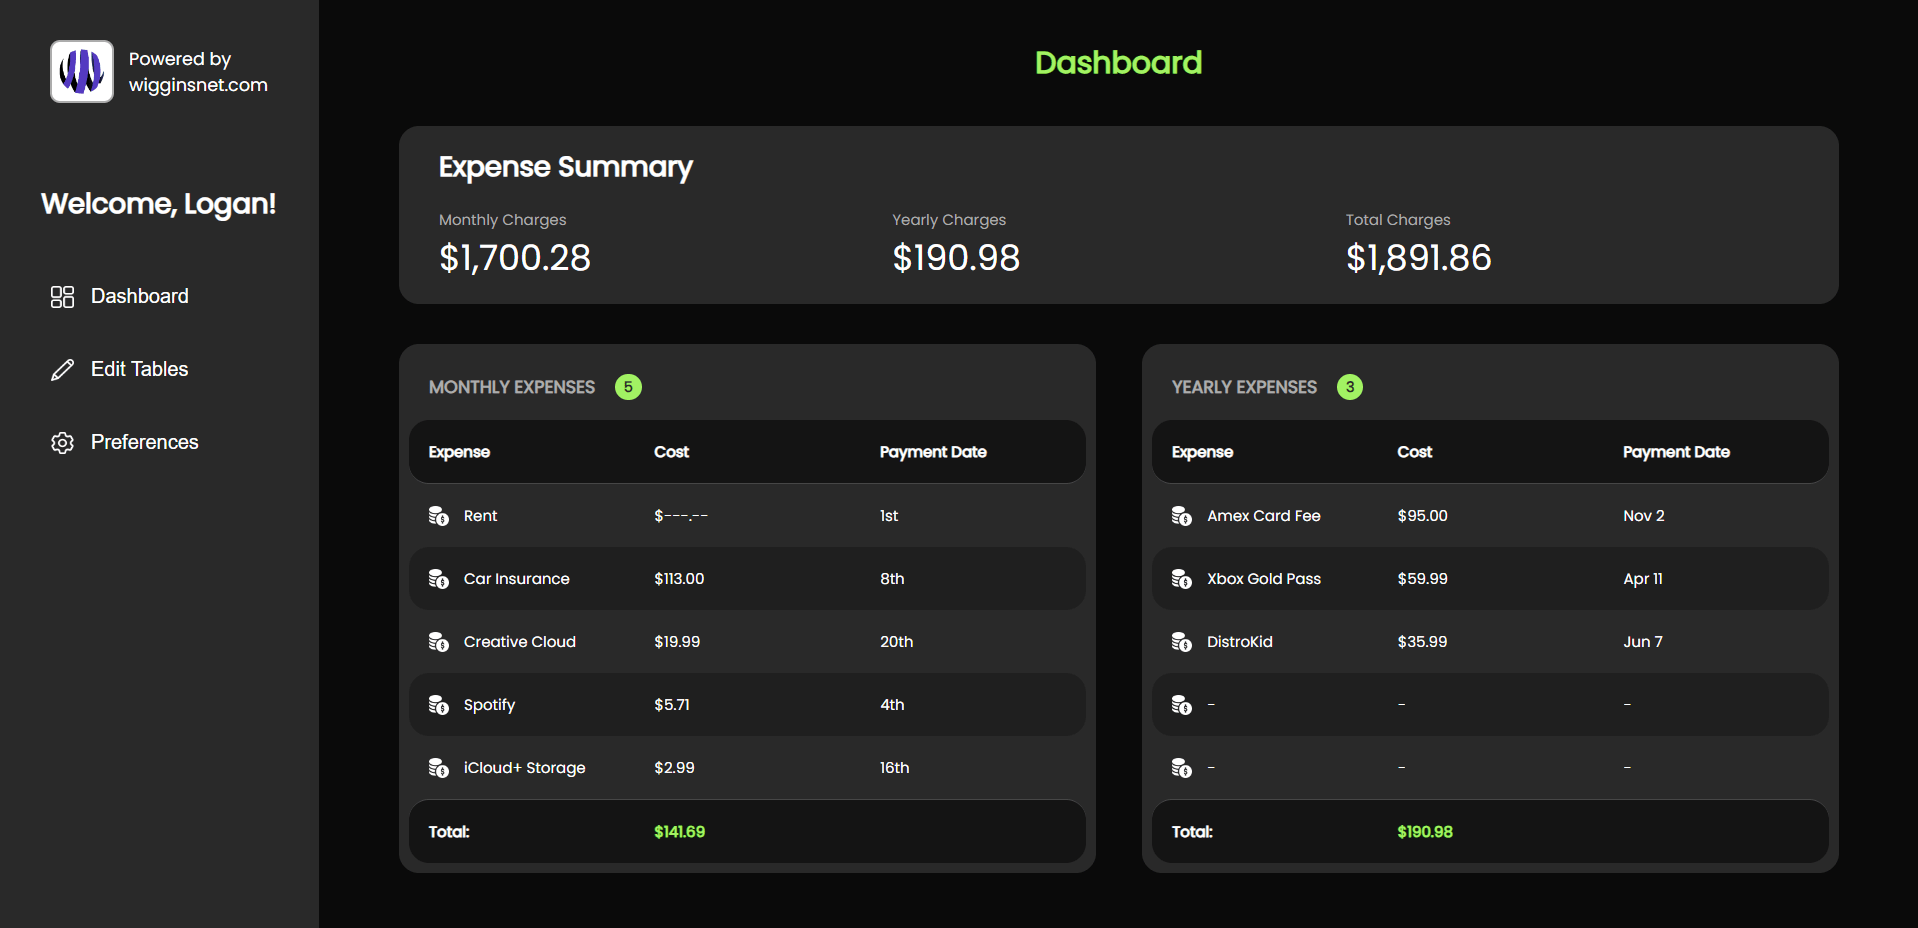 Powered by
wigginsnet.com
Welcome, Logan!
Dashboard
Edit Tables
Preferences
Dashboard
Expense Summary
Monthly Charges Yearly Charges Total Charges
$1,700.28 $190.98 $1,891.86
MONTHLY EXPENSES 5
Expense Cost Payment Date
Rent $---.-- 1st
Car Insurance $113.00 8th
Creative Cloud $19.99 20th
Spotify $5.71 4th
iCloud+ Storage $2.99 16th
Total: $141.69
YEARLY EXPENSES 3
Expense Cost Payment Date
Amex Card Fee $95.00 Nov 2
Xbox Gold Pass $59.99 Apr 11
DistroKid $35.99 Jun 7
- - -
- - -
Total: $190.98